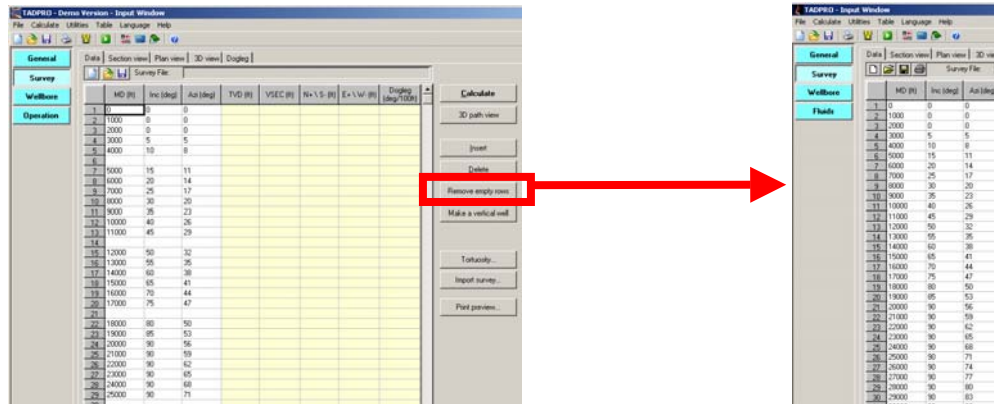 TADPRO - Demo Version - Input Window
File Calculate Utilities Table Language Help
General
Survey
Wellbore
Operation
Data Section view Plan view 3D view Dogleg
Survey File:
MD (ft) Inc (deg) Azi (deg) TVD (ft) VSEC (ft) N+ \ S- (ft) E+ \ W- (ft) Dogleg (deg/100ft)
1 0 0 0
2 1000 0 0
3 2000 0 0
4 3000 5 5
5 4000 10 8
6
7 5000 15 11
8 6000 20 14
9 7000 25 17
10 8000 30 20
11 9000 35 23
12 10000 40 26
13 11000 45 29
14
15 12000 50 32
16 13000 55 35
17 14000 60 38
18 15000 65 41
19 16000 70 44
20 17000 75 47
21
22 18000 80 50
23 19000 85 53
24 20000 90 56
25 21000 90 59
26 22000 90 62
27 23000 90 65
28 24000 90 68
29 25000 90 71
Calculate
3D path view
Insert
Delete
Remove empty rows
Make a vertical well
Tortuosity...
Import survey...
Print preview...
TADPRO - Input Window
File Calculate Utilities Table Language Help
General
Survey
Wellbore
Fluids
Data Section view Plan view 3D
Survey File:
MD (ft) Inc (deg) Azi (deg)
1 0 0 0
2 1000 0 0
3 2000 0 0
4 3000 5 5
5 4000 10 8
6 5000 15 11
7 6000 20 14
8 7000 25 17
9 8000 30 20
10 9000 35 23
11 10000 40 26
12 11000 45 29
13 12000 50 32
14 13000 55 35
15 14000 60 38
16 15000 65 41
17 16000 70 44
18 17000 75 47
19 18000 80 50
20 19000 85 53
21 20000 90 56
22 21000 90 59
23 22000 90 62
24 23000 90 65
25 24000 90 68
26 25000 90 71
27 26000 90 74
28 27000 90 77
29 28000 90 80
30 29000 90 83